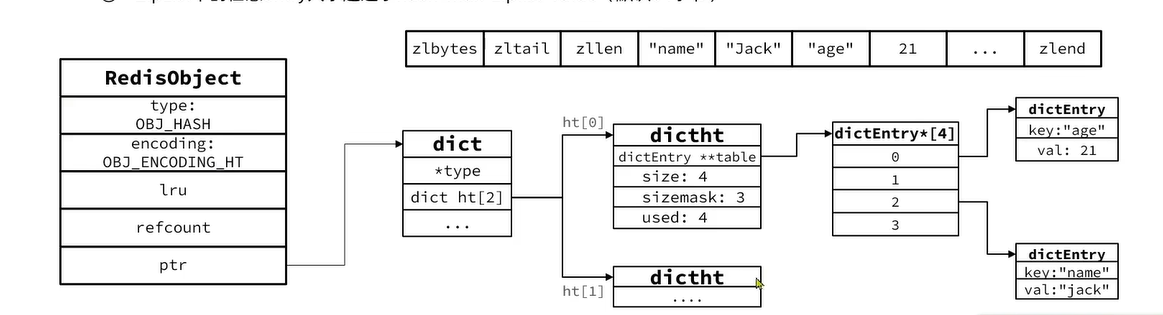 zlbytes zltail zllen "name" "Jack" "age" 21 ... zlend
RedisObject
type:
OBJ_HASH
encoding:
OBJ_ENCODING_HT
lru
refcount
ptr
dict
*type
dict ht[2]
...
ht[0]
dictht
dictEntry **table
size: 4
sizemask: 3
used: 4
ht[1]
dictht
....
dictEntry*[4]
0
1
2
3
dictEntry
key:"age"
val: 21
dictEntry
key:"name"
val:"jack"